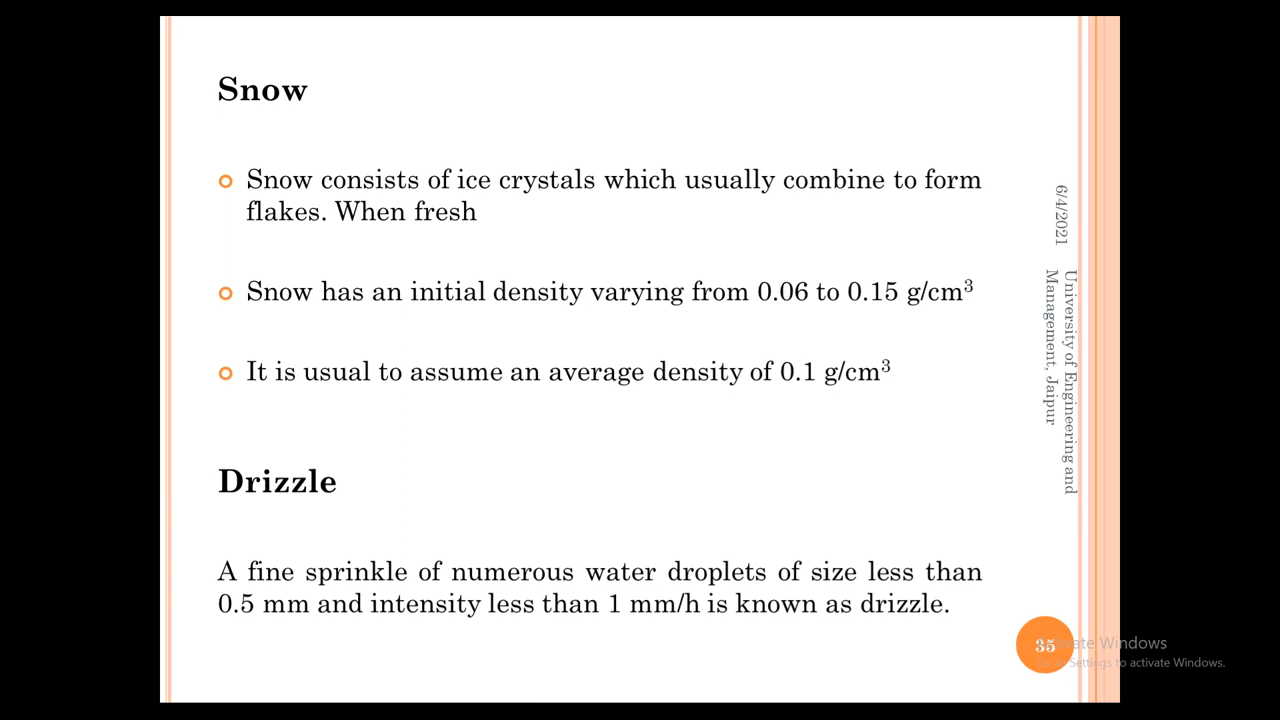 Snow
Snow consists of ice crystals which usually combine to form
flakes. When fresh
Snow has an initial density varying from 0.06 to 0.15 g/cm³
It is usual to assume an average density of 0.1 g/cm³
Drizzle
A fine sprinkle of numerous water droplets of size less than
0.5 mm and intensity less than 1 mm/h is known as drizzle.
6/4/2021
University of Engineering and
Management, Jaipur
35
Windows
Settings to activate Windows.